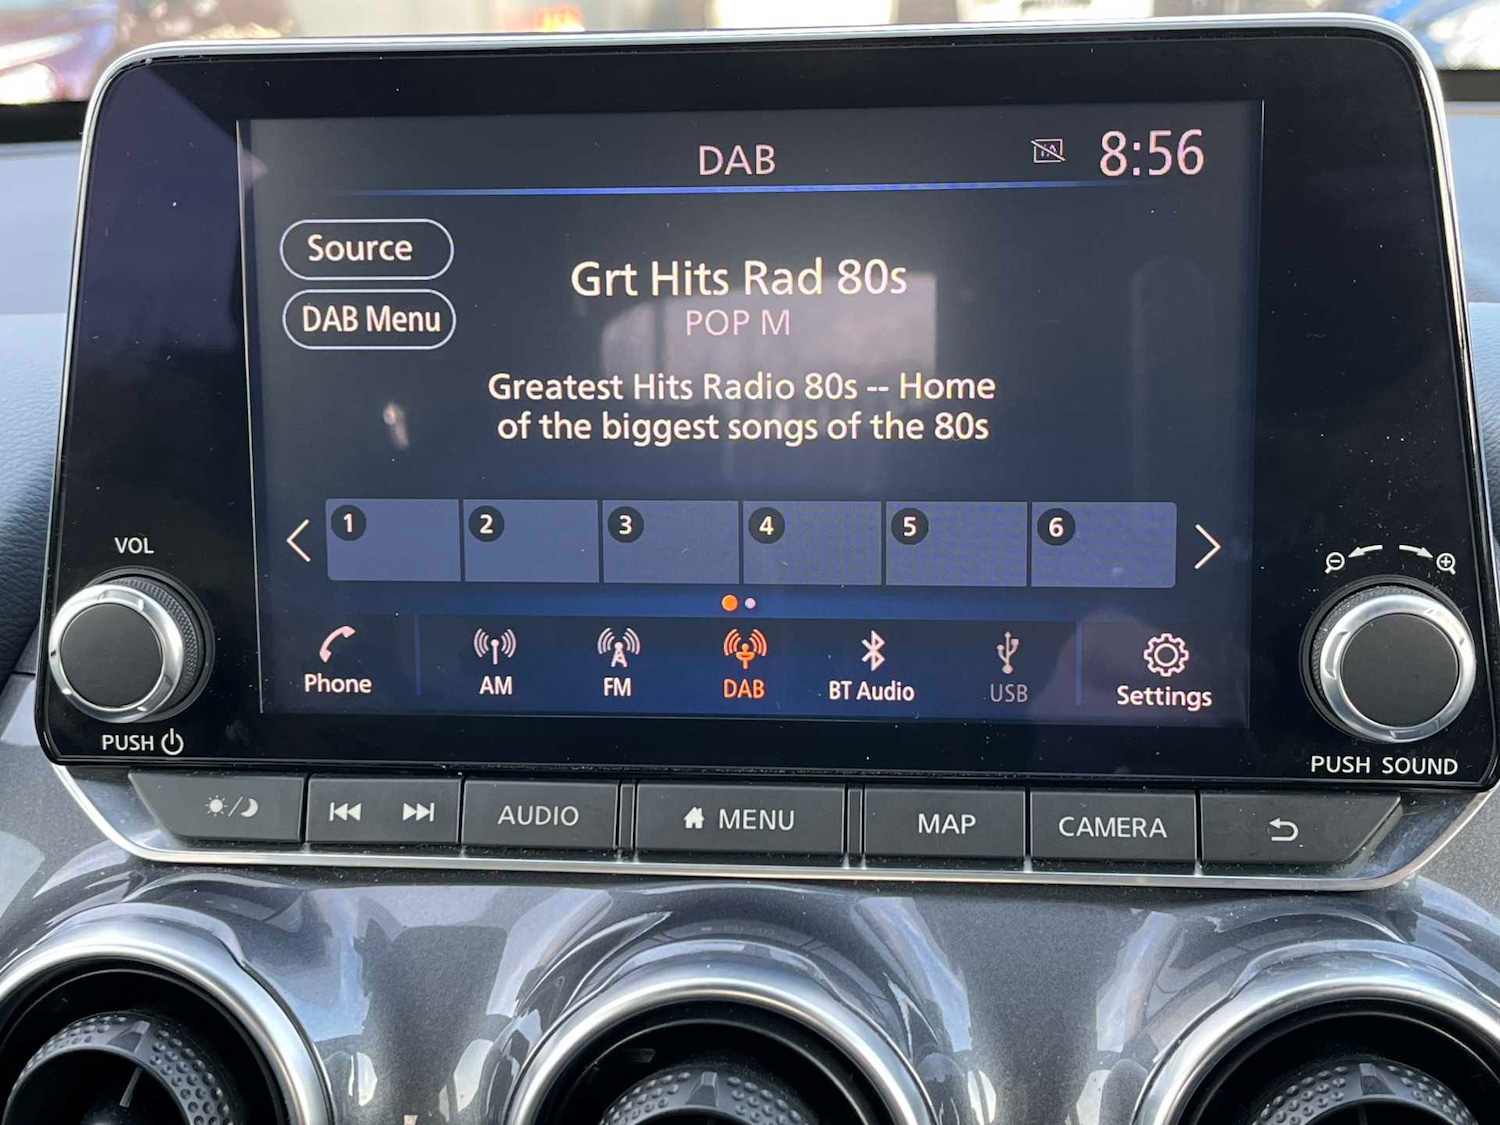 DAB
TA
8:56
Source
DAB Menu
Grt Hits Rad 80s
POP M
Greatest Hits Radio 80s -- Home
of the biggest songs of the 80s
1 2 3 4 5 6
VOL
PUSH
Phone
AM
FM
DAB
BT Audio
USB
Settings
PUSH SOUND
AUDIO
MENU
MAP
CAMERA